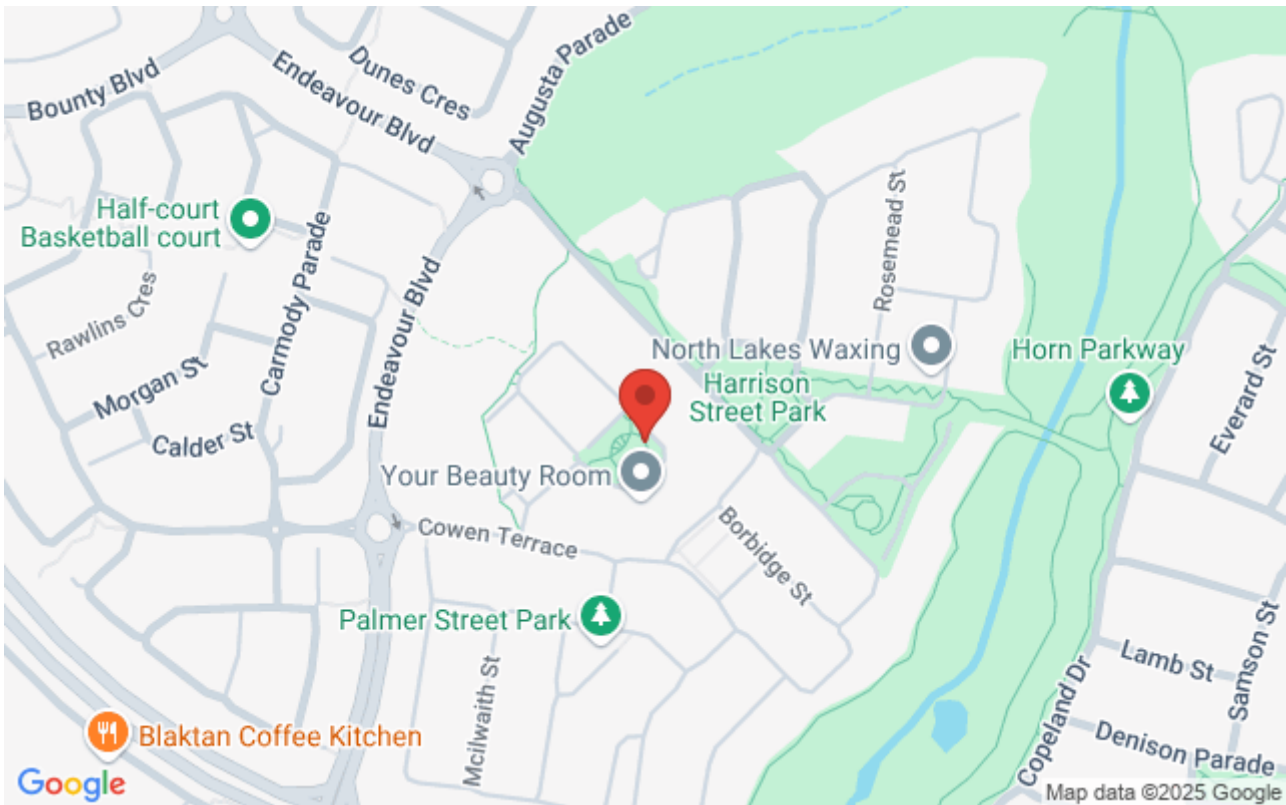 Dunes Cres
Bounty Blvd
Endeavour Blvd
Augusta Parade
Half-court
Basketball court
Rosemead St
Carmody Parade
Rawlins Cres
Endeavour Blvd
North Lakes Waxing
Horn Parkway
Morgan St
Harrison
Street Park
Everard St
Calder St
Your Beauty Room
Cowen Terrace
Borbidge St
Palmer Street Park
Mcilwaith St
Lamb St
Samson St
Copeland Dr
Blaktan Coffee Kitchen
Denison Parade
Google
Map data ©2025 Google